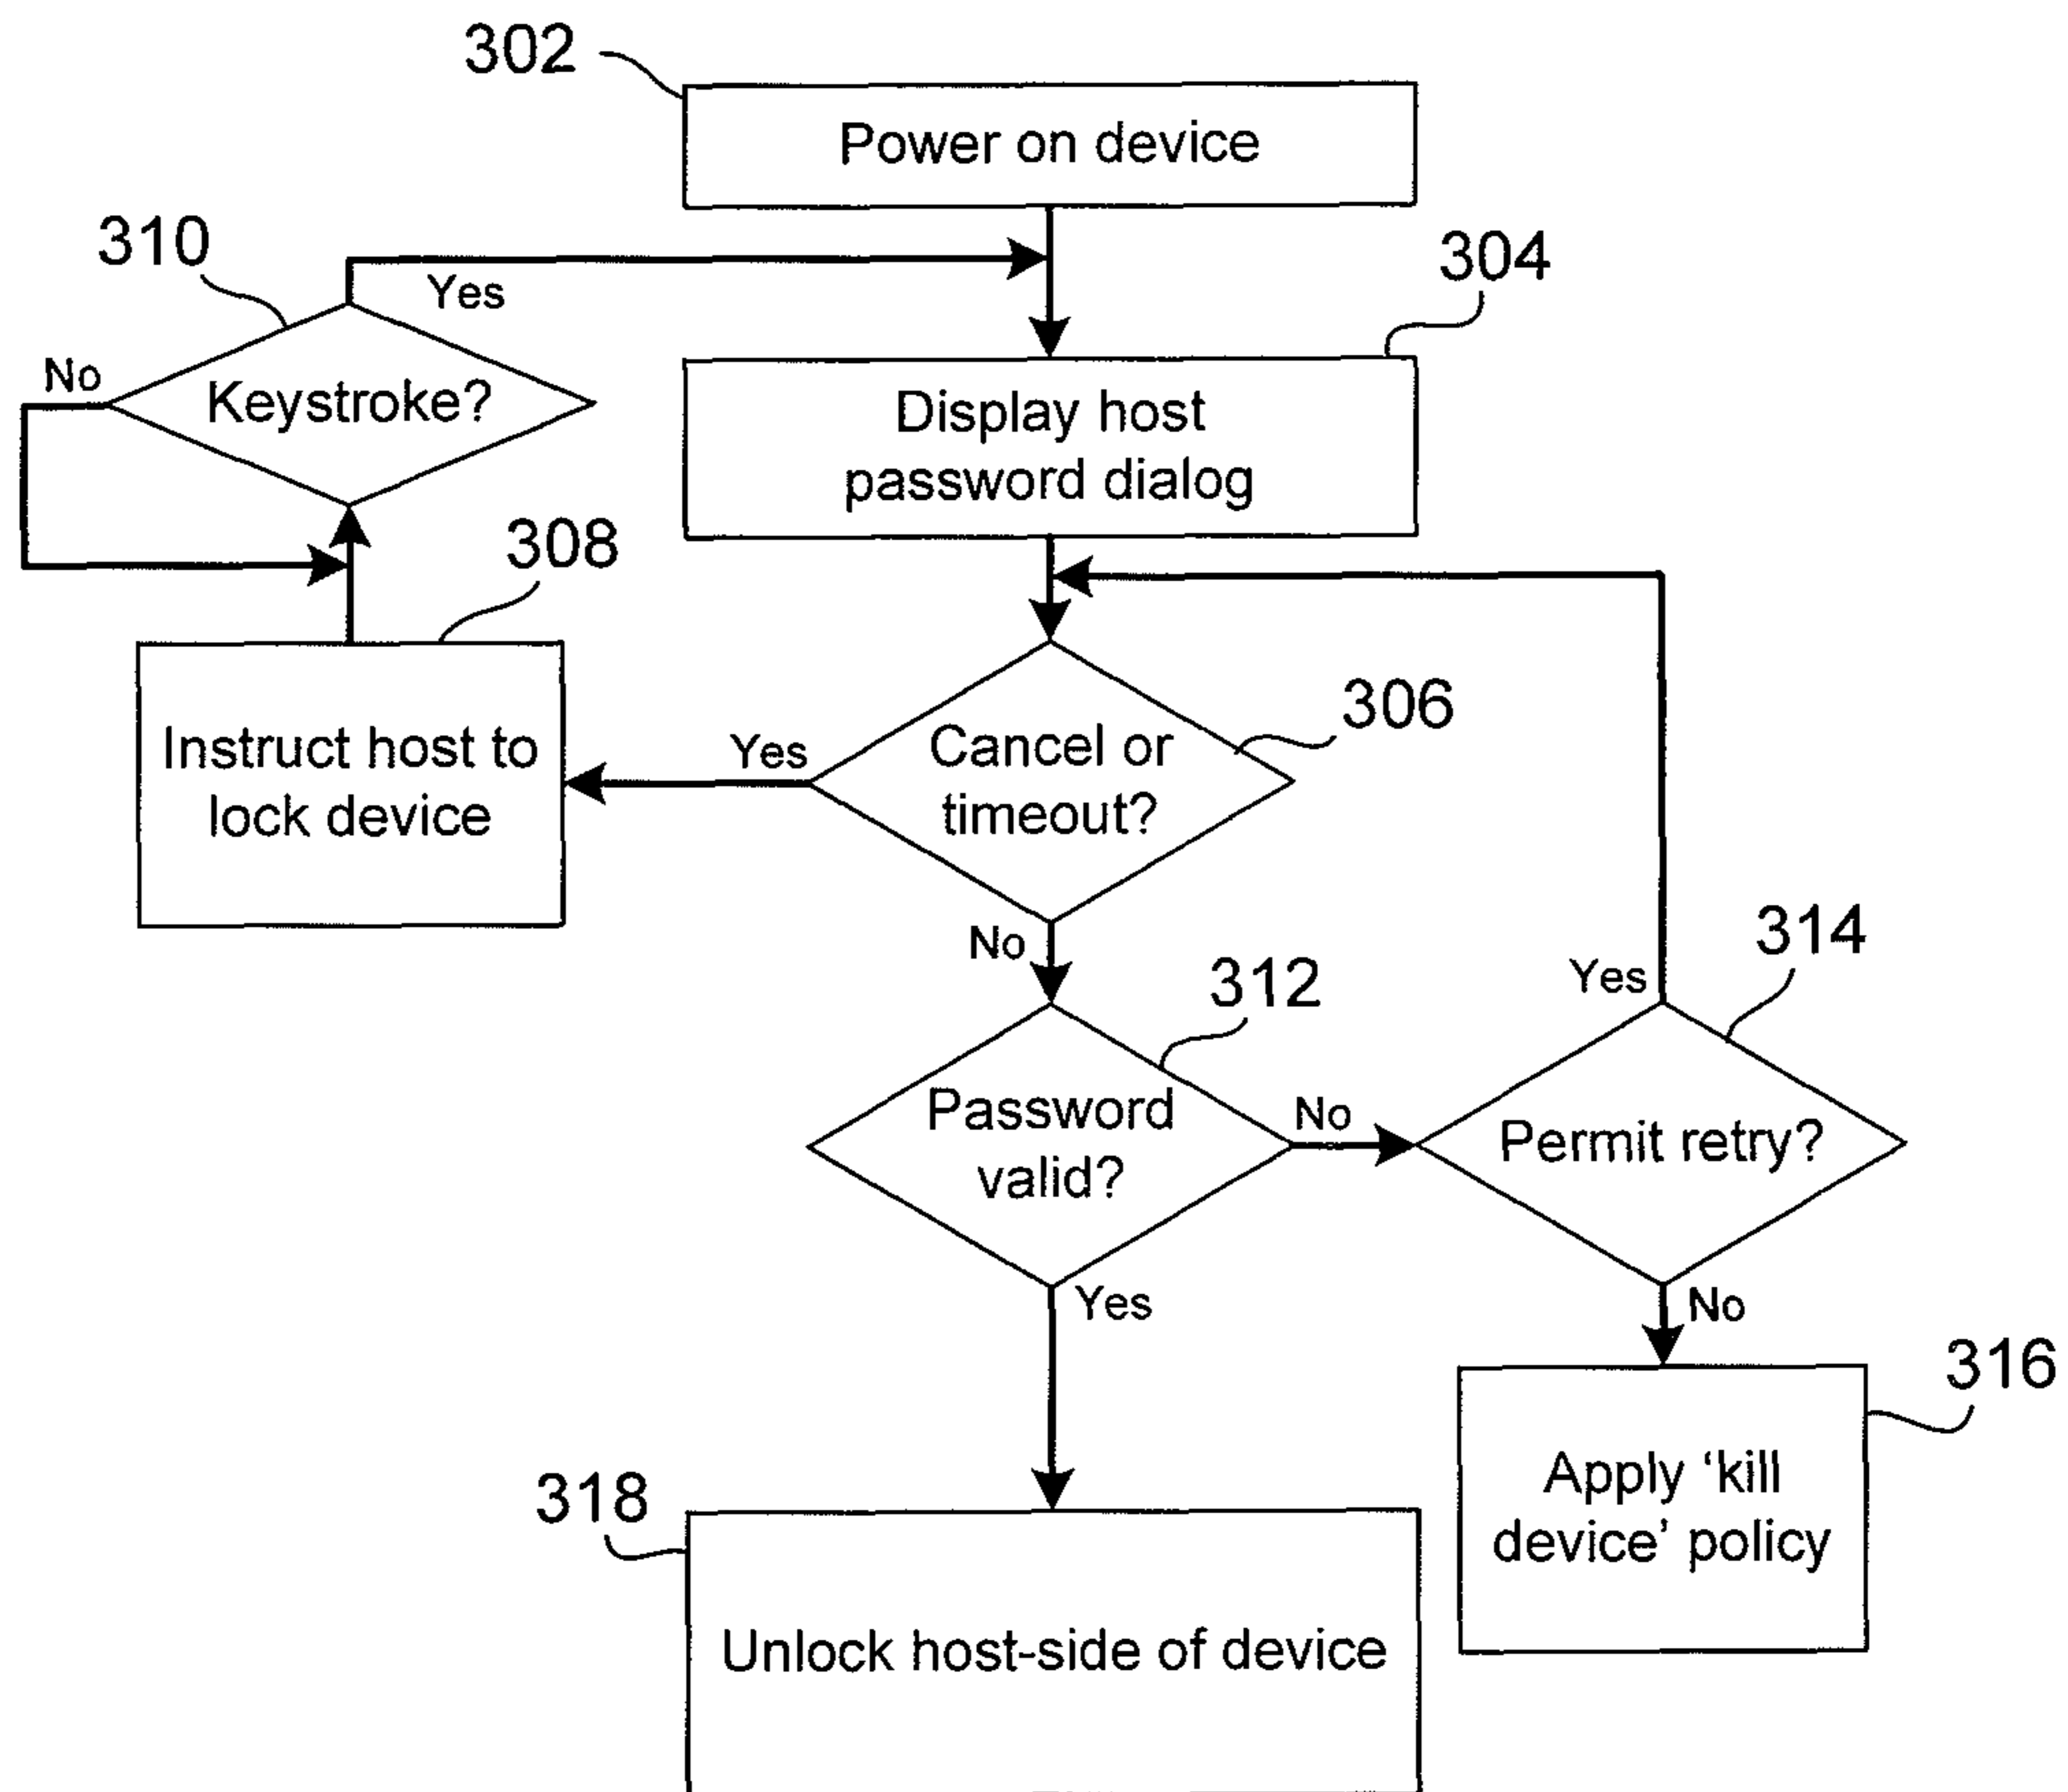 302
Power on device
310
304
Yes
No
Keystroke?
Display host
password dialog
308
306
Instruct host to
lock device
Yes
Cancel or
timeout?
No
312
314
Yes
Password
valid?
No
Permit retry?
Yes
No
316
318
Apply ‘kill
device’ policy
Unlock host-side of device